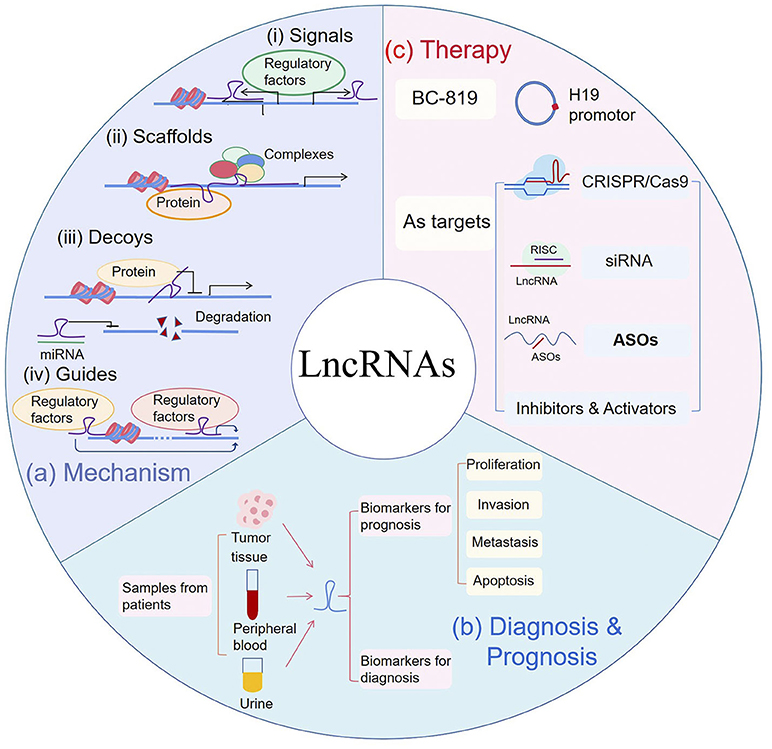 (i) Signals
Regulatory
factors
(ii) Scaffolds
Complexes
Protein
(iii) Decoys
Protein
Degradation
miRNA
(iv) Guides
Regulatory
factors
Regulatory
factors
(a) Mechanism
LncRNAs
(c) Therapy
BC-819
H19
promotor
As targets
CRISPR/Cas9
RISC
LncRNA
siRNA
LncRNA
ASOs
ASOs
Inhibitors & Activators
Samples from
patients
Tumor
tissue
Peripheral
blood
Urine
Biomarkers for
prognosis
Biomarkers for
diagnosis
Proliferation
Invasion
Metastasis
Apoptosis
(b) Diagnosis &
Prognosis